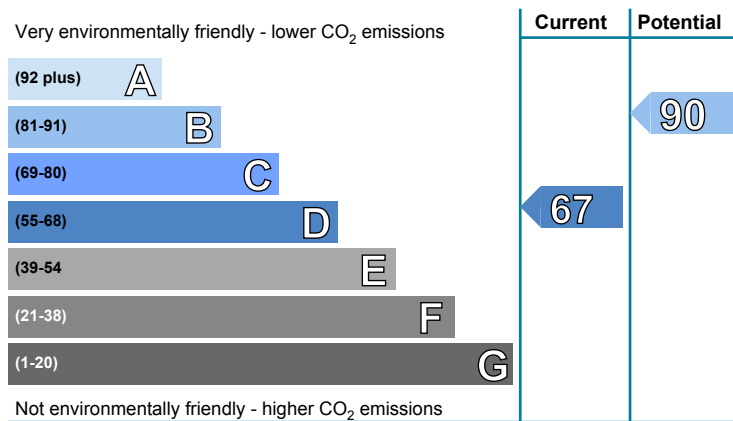 Current Potential
Very environmentally friendly - lower CO2 emissions
(92 plus) A
(81-91) B
90
(69-80) C
(55-68) D
67
(39-54 E
(21-38) F
(1-20) G
Not environmentally friendly - higher CO2 emissions